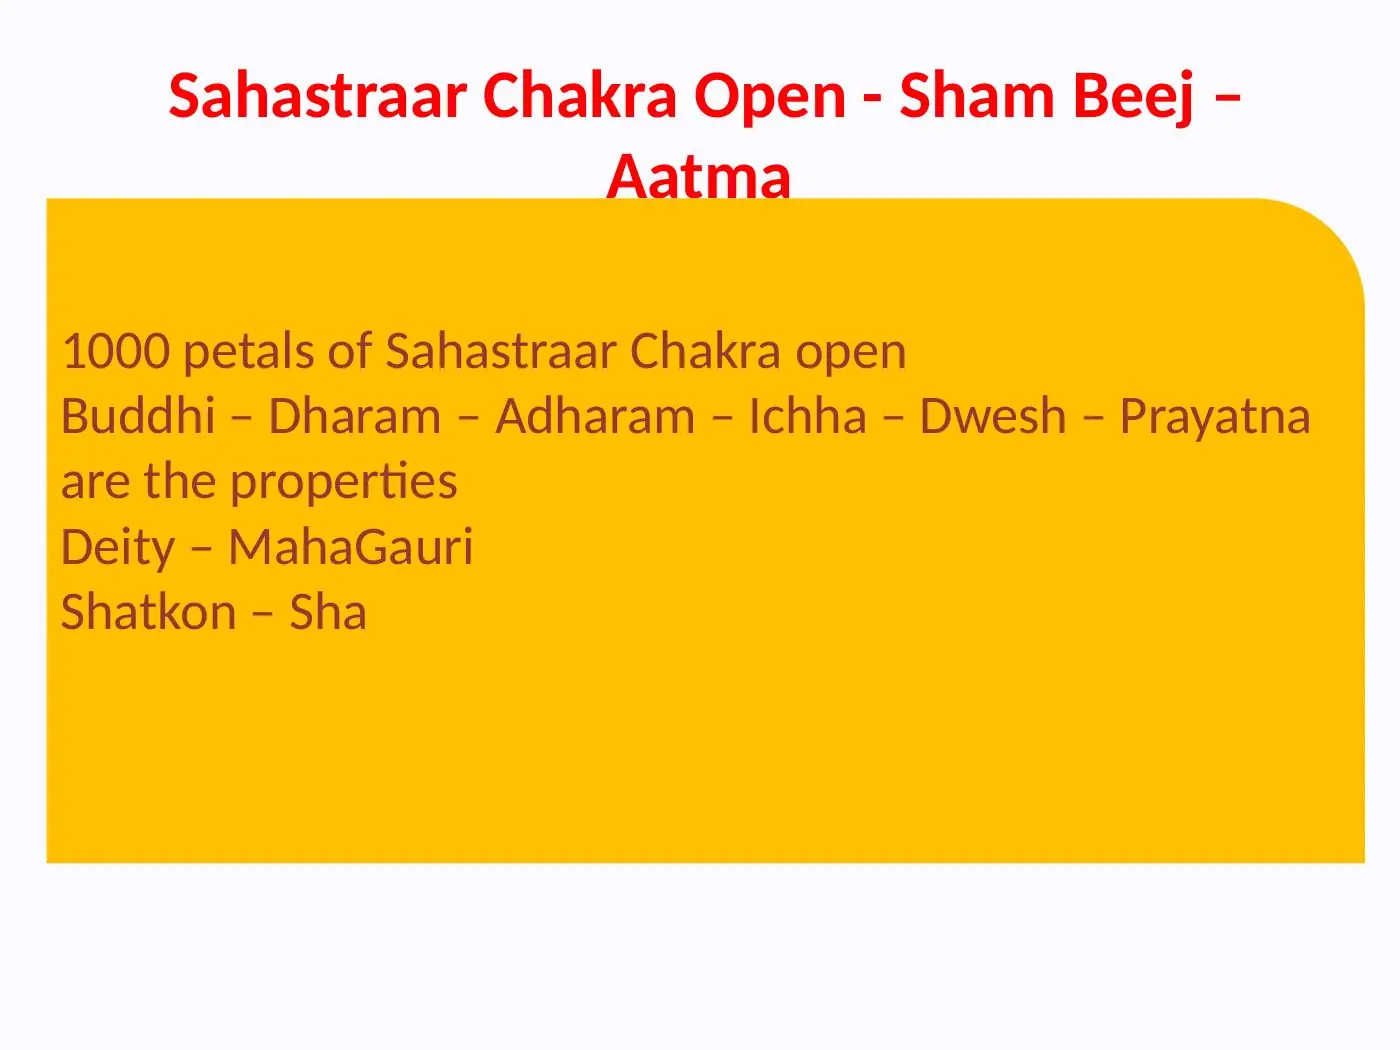 Sahastraar Chakra Open - Sham Beej –
Aatma
1000 petals of Sahastraar Chakra open
Buddhi – Dharam – Adharam – Ichha – Dwesh – Prayatna
are the properties
Deity – MahaGauri
Shatkon – Sha